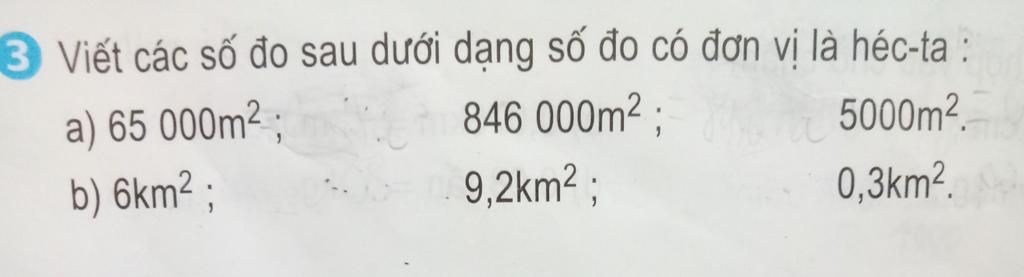 3 Viết các số đo sau dưới dạng số đo có đơn vị là héc-ta :
a) 65 000m² ; 846 000m² ; 5000m².
b) 6km² ; 9,2km² ; 0,3km².